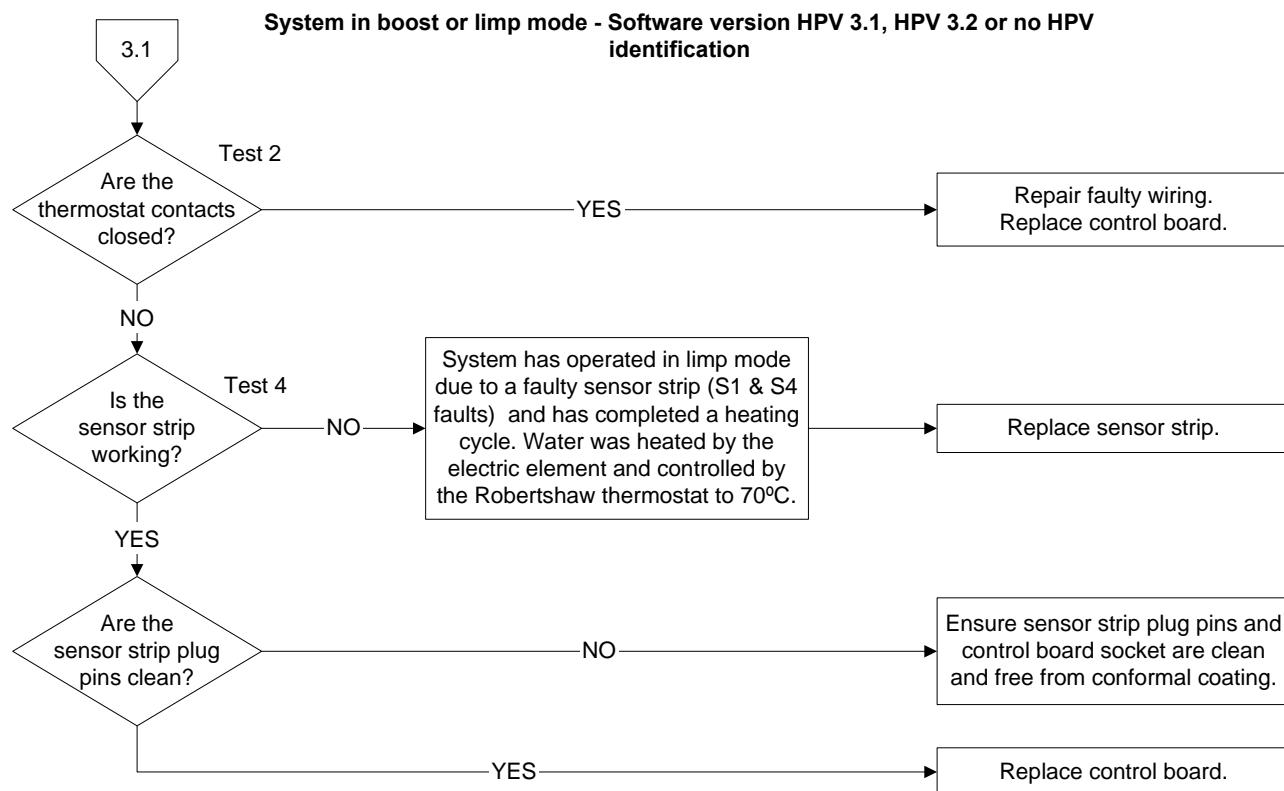 System in boost or limp mode - Software version HPV 3.1, HPV 3.2 or no HPV
identification
3.1
Test 2
Are the
thermostat contacts
closed?
YES
Repair faulty wiring.
Replace control board.
NO
Test 4
Is the
sensor strip
working?
NO
System has operated in limp mode
due to a faulty sensor strip (S1 & S4
faults)  and has completed a heating
cycle. Water was heated by the
electric element and controlled by
the Robertshaw thermostat to 70ºC.
Replace sensor strip.
YES
Are the
sensor strip plug
pins clean?
NO
Ensure sensor strip plug pins and
control board socket are clean
and free from conformal coating.
YES
Replace control board.